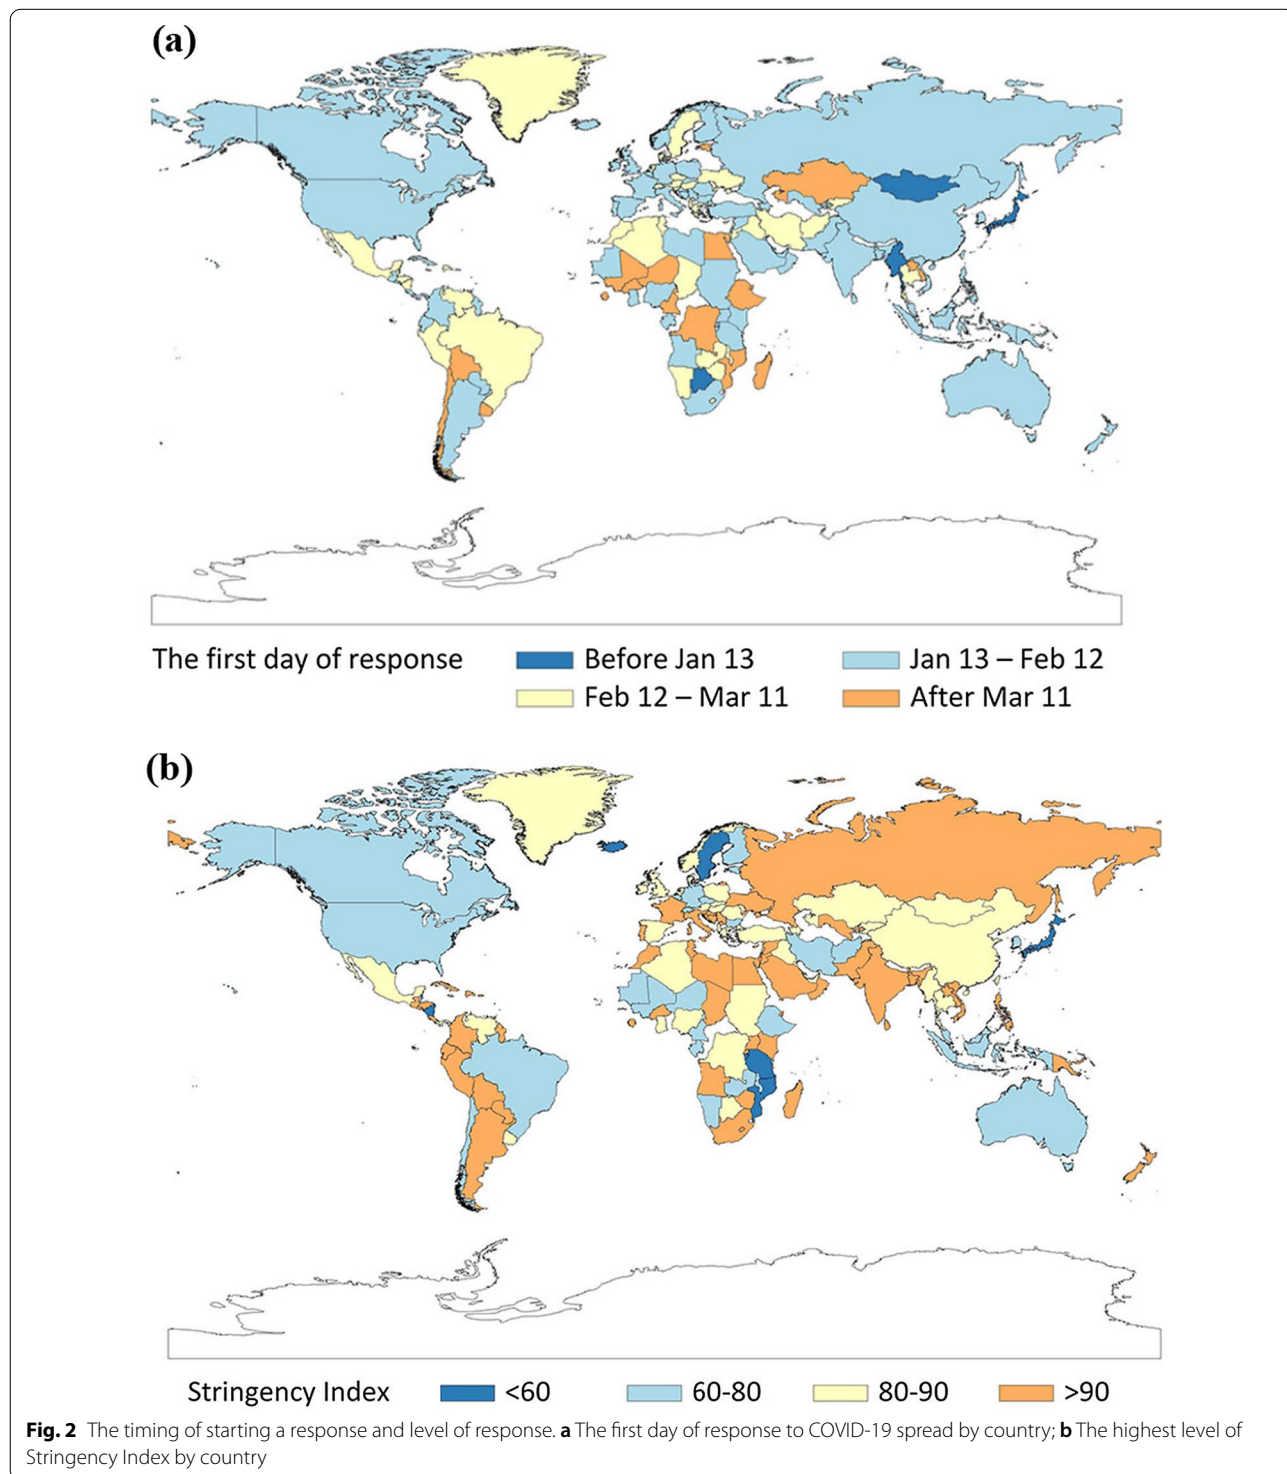 (a)
The first day of response
Before Jan 13
Jan 13 – Feb 12
Feb 12 – Mar 11
After Mar 11
(b)
Stringency Index
<60
60-80
80-90
>90
Fig. 2 The timing of starting a response and level of response. a The first day of response to COVID-19 spread by country; b The highest level of
Stringency Index by country